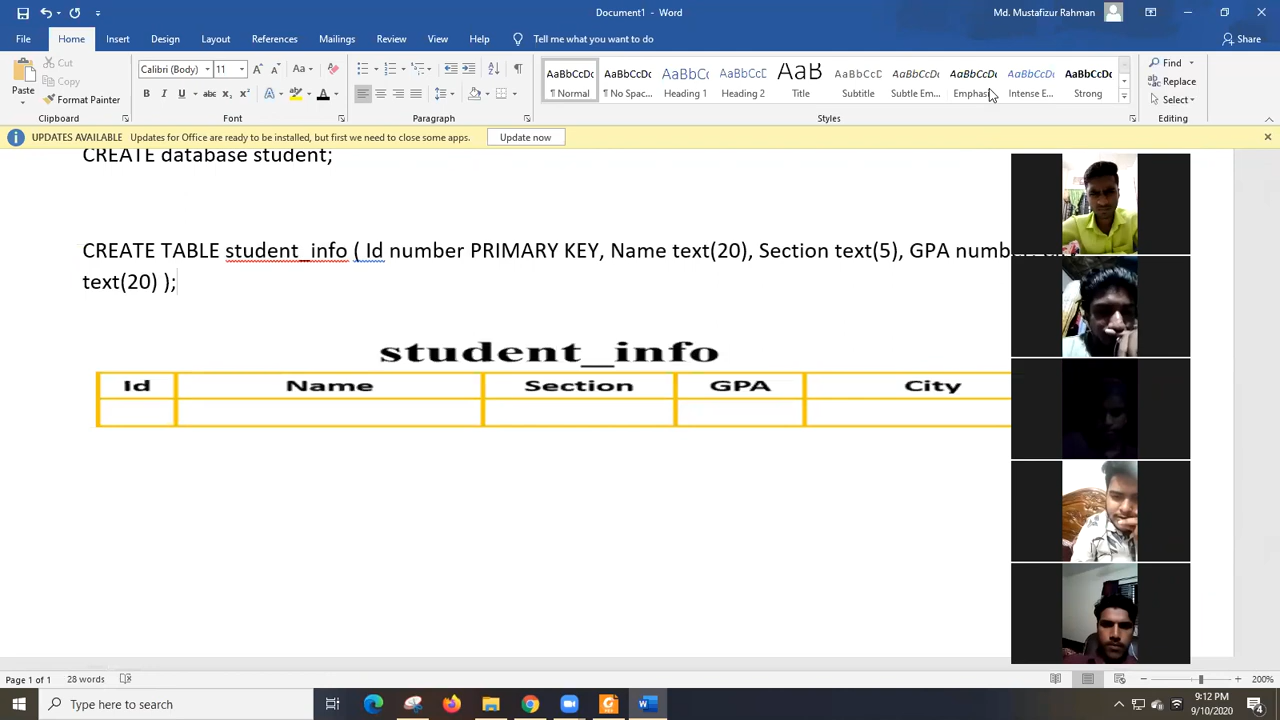 Document1 - Word
Md. Mustafizur Rahman
File Home Insert Design Layout References Mailings Review View Help Tell me what you want to do Share
Paste
Cut
Copy
Format Painter
Clipboard
Calibri (Body) 11
Font
Paragraph
AaBbCcDc AaBbCcDc AaBbCc AaBbCcD AaB AaBbCcD AaBbCcDc AaBbCcDc AaBbCcDc AaBbCcDc
¶ Normal ¶ No Spac... Heading 1 Heading 2 Title Subtitle Subtle Em... Emphasis Intense E... Strong
Styles
Find
Replace
Select
Editing
UPDATES AVAILABLE Updates for Office are ready to be installed, but first we need to close some apps. Update now
CREATE database student;
CREATE TABLE student_info ( Id number PRIMARY KEY, Name text(20), Section text(5), GPA number,
text(20) );
student_info
Id Name Section GPA City
Page 1 of 1 28 words 200%
Type here to search
9:12 PM
9/10/2020
4